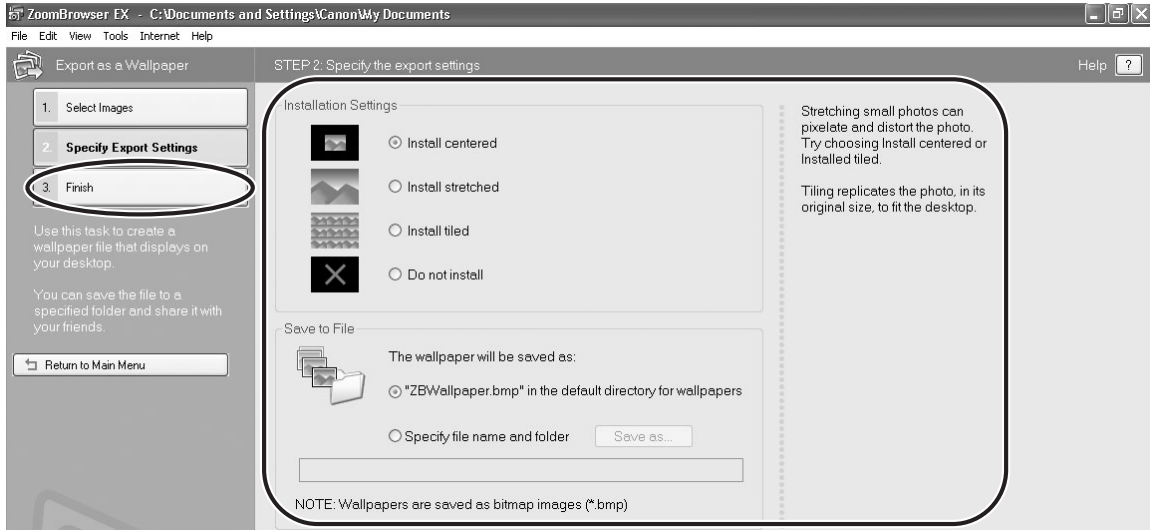 ZoomBrowser EX - C:\Documents and Settings\Canon\My Documents
File Edit View Tools Internet Help
Export as a Wallpaper
STEP 2: Specify the export settings
Help ?
1. Select Images
2. Specify Export Settings
3. Finish
Use this task to create a
wallpaper file that displays on
your desktop.
You can save the file to a
specified folder and share it with
your friends.
Return to Main Menu
Installation Settings
Install centered
Install stretched
Install tiled
Do not install
Save to File
The wallpaper will be saved as:
"ZBWallpaper.bmp" in the default directory for wallpapers
Specify file name and folder
Save as...
NOTE: Wallpapers are saved as bitmap images (*.bmp)
Stretching small photos can
pixelate and distort the photo.
Try choosing Install centered or
Installed tiled.
Tiling replicates the photo, in its
original size, to fit the desktop.